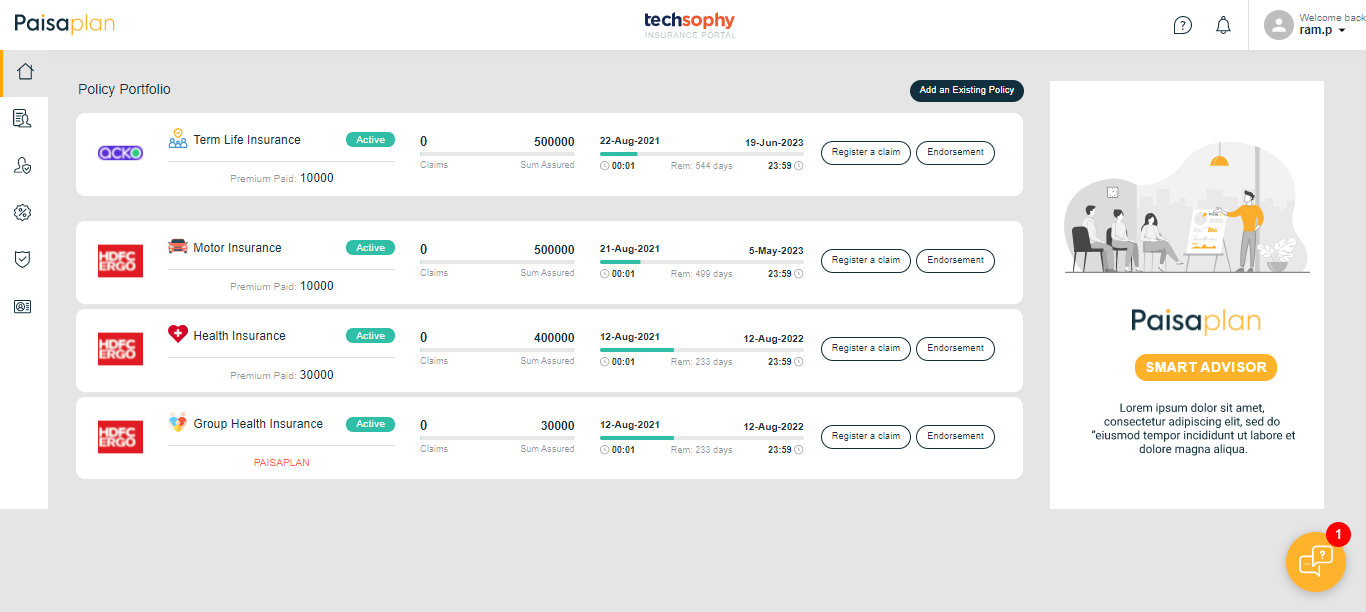 Paisaplan
techsophy
INSURANCE PORTAL
?
Welcome back
ram.p
Policy Portfolio
Add an Existing Policy
acko
Term Life Insurance
Active
Premium Paid: 10000
0
500000
Claims
Sum Assured
22-Aug-2021
19-Jun-2023
00:01
Rem: 544 days
23:59
Register a claim
Endorsement
HDFC
ERGO
Motor Insurance
Active
Premium Paid: 10000
0
500000
Claims
Sum Assured
21-Aug-2021
5-May-2023
00:01
Rem: 499 days
23:59
Register a claim
Endorsement
HDFC
ERGO
Health Insurance
Active
Premium Paid: 30000
0
400000
Claims
Sum Assured
12-Aug-2021
12-Aug-2022
00:01
Rem: 233 days
23:59
Register a claim
Endorsement
HDFC
ERGO
Group Health Insurance
Active
PAISAPLAN
0
30000
Claims
Sum Assured
12-Aug-2021
12-Aug-2022
00:01
Rem: 233 days
23:59
Register a claim
Endorsement
Paisaplan
SMART ADVISOR
Lorem ipsum dolor sit amet,
consectetur adipiscing elit, sed do
"eiusmod tempor incididunt ut labore et
dolore magna aliqua.
1
?